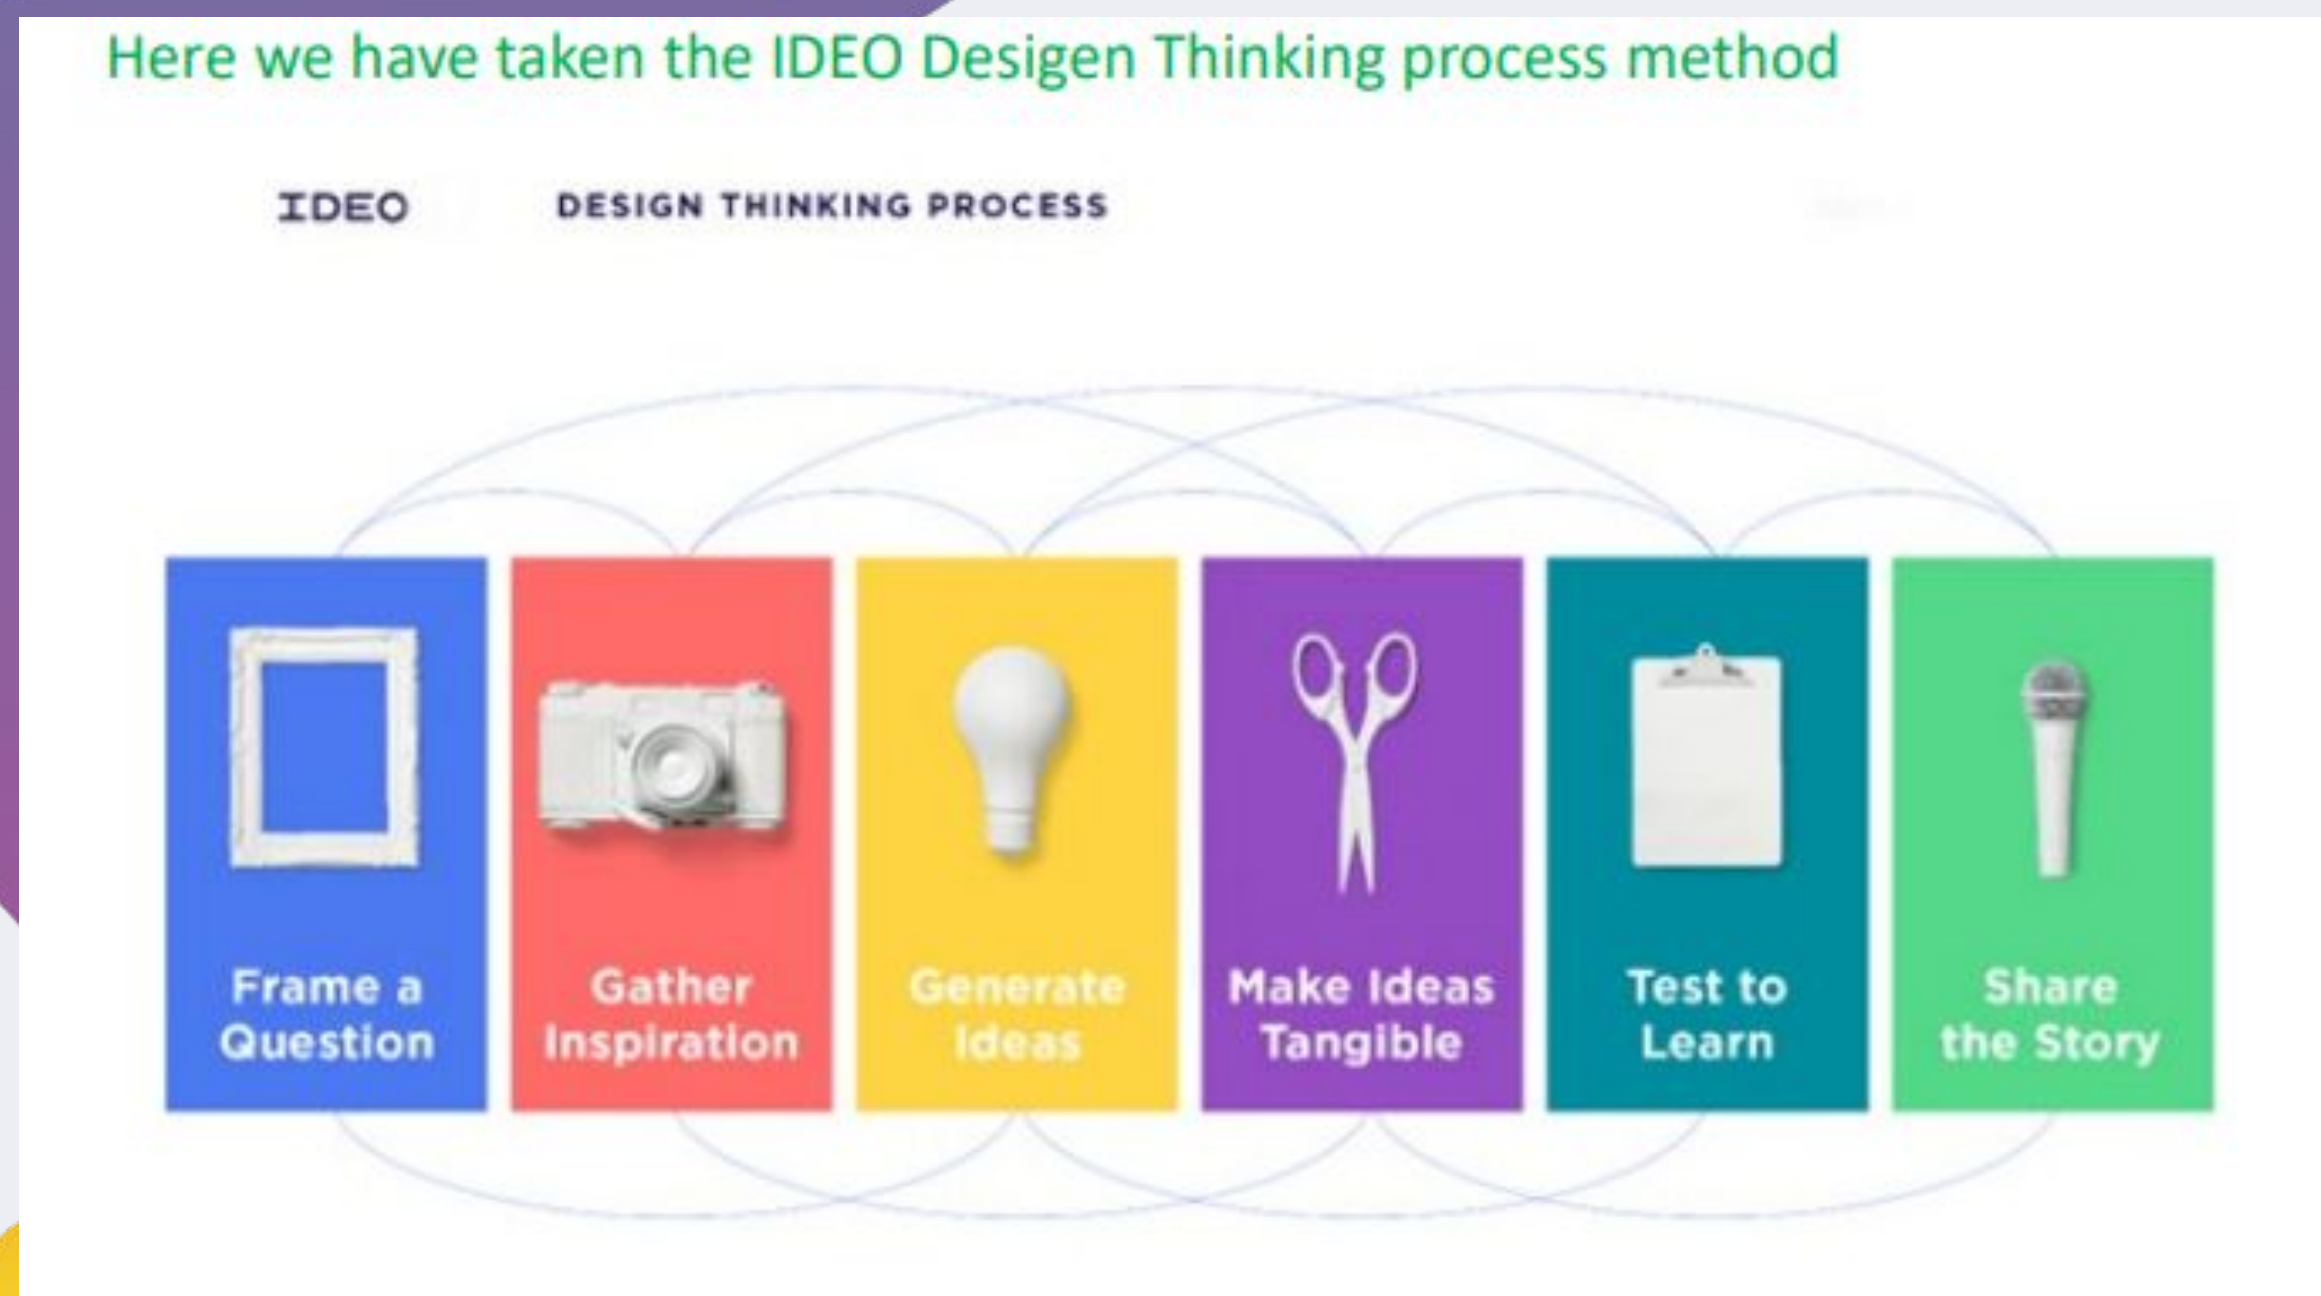 Here we have taken the IDEO Desigen Thinking process method
IDEO DESIGN THINKING PROCESS
Frame a
Question
Gather
Inspiration
Generate
Ideas
Make Ideas
Tangible
Test to
Learn
Share
the Story